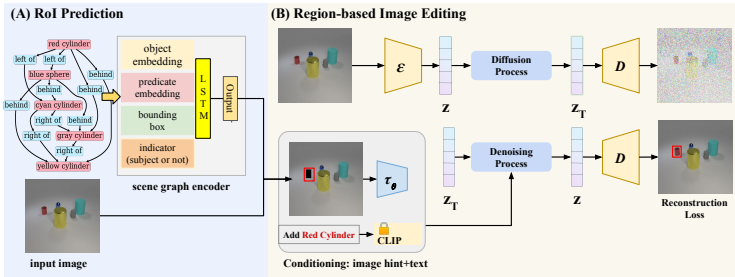 (A) RoI Prediction
red cylinder
left of
left of
behind
blue sphere
behind
behind
behind
cyan cylinder
right of
behind
right of
gray cylinder
right of
yellow cylinder
object
embedding
predicate
embedding
bounding
box
indicator
(subject or not)
LSTM
Output
scene graph encoder
input image
(B) Region-based Image Editing
ε
z
Diffusion
Process
z_T
D
τ_θ
Add Red Cylinder
CLIP
Conditioning: image hint+text
z_T
Denoising
Process
z
D
Reconstruction
Loss